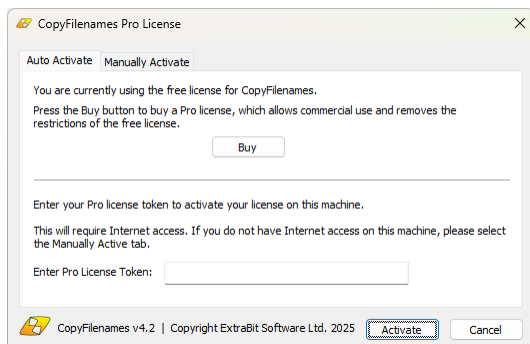 CopyFilenames Pro License
Auto Activate
Manually Activate
You are currently using the free license for CopyFilenames.
Press the Buy button to buy a Pro license, which allows commercial use and removes the
restrictions of the free license.
Buy
Enter your Pro license token to activate your license on this machine.
This will require Internet access. If you do not have Internet access on this machine, please select
the Manually Active tab.
Enter Pro License Token:
CopyFilenames v4.2 | Copyright ExtraBit Software Ltd. 2025
Activate
Cancel